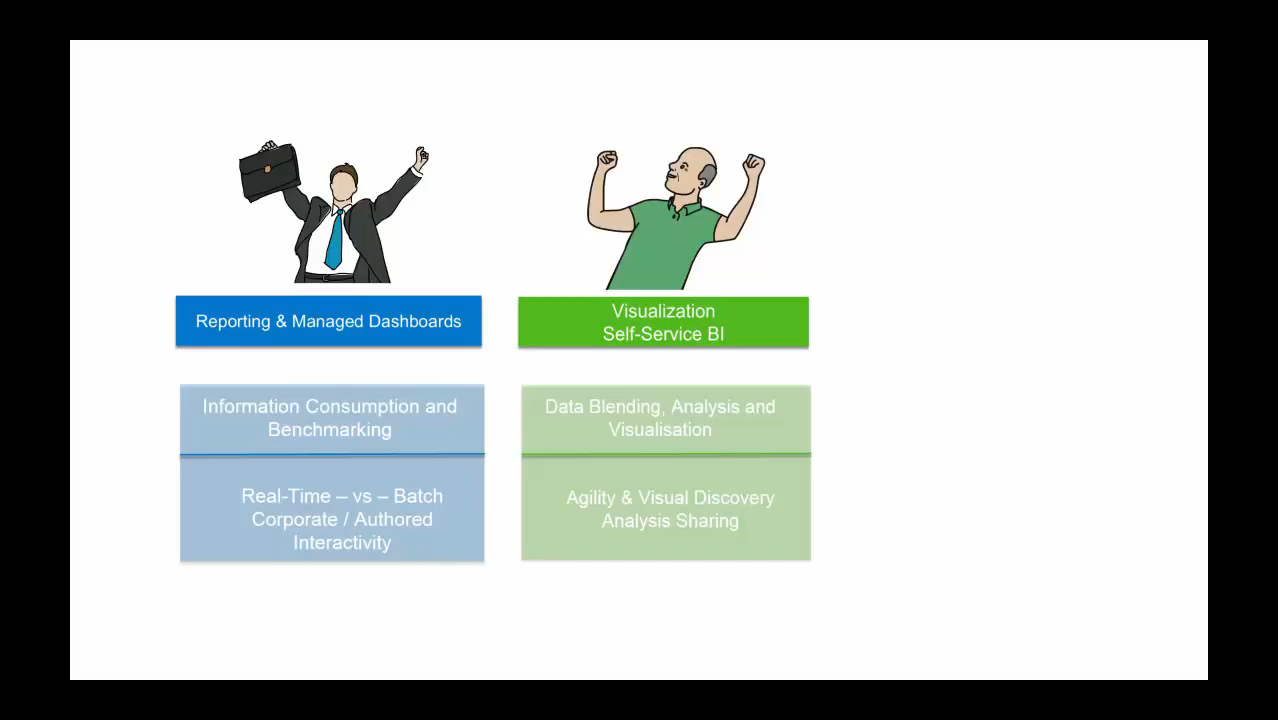 Reporting & Managed Dashboards
Visualization
Self-Service BI
Information Consumption and
Benchmarking
Data Blending, Analysis and
Visualisation
Real-Time – vs – Batch
Corporate / Authored
Interactivity
Agility & Visual Discovery
Analysis Sharing